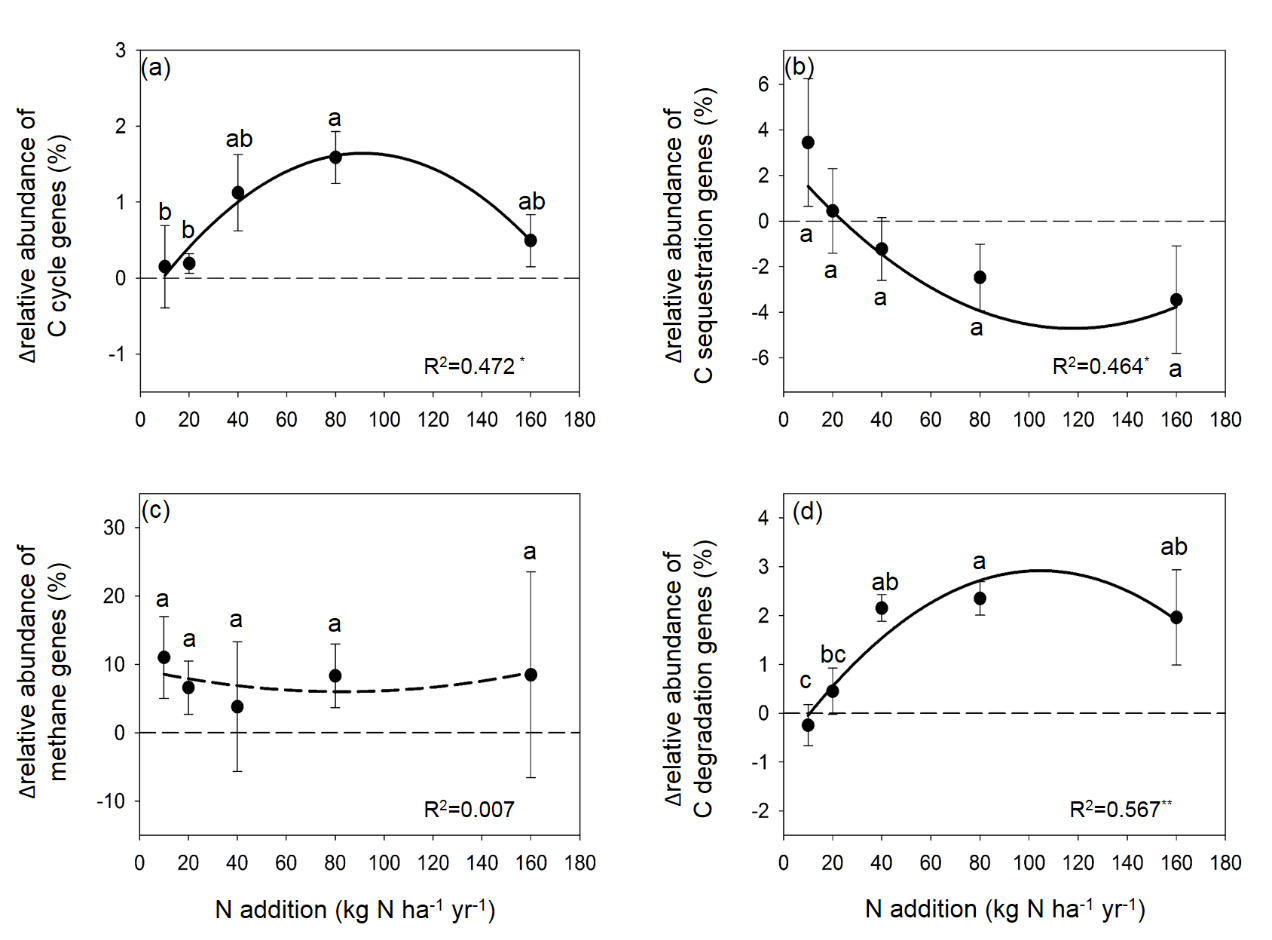 (a)
Δrelative abundance of
C cycle genes (%)
3
2
1
0
-1
b
b
ab
a
ab
R²=0.472 *
0 20 40 60 80 100 120 140 160 180
(b)
Δrelative abundance of
C sequestration genes (%)
6
4
2
0
-2
-4
-6
a
a
a
a
a
R²=0.464*
0 20 40 60 80 100 120 140 160 180
(c)
Δrelative abundance of
methane genes (%)
30
20
10
0
-10
a
a
a
a
a
R²=0.007
0 20 40 60 80 100 120 140 160 180
N addition (kg N ha⁻¹ yr⁻¹)
(d)
Δrelative abundance of
C degradation genes (%)
4
3
2
1
0
-1
-2
c
bc
ab
a
ab
R²=0.567**
0 20 40 60 80 100 120 140 160 180
N addition (kg N ha⁻¹ yr⁻¹)